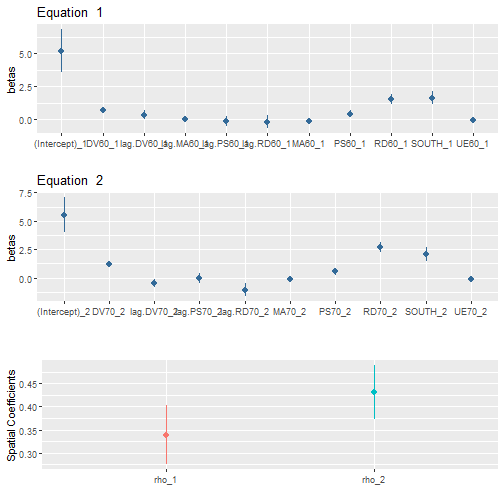 Equation 1
betas
5.0
2.5
0.0
(Intercept)_1
DV60_1
lag.DV60_1
lag.MA60_1
lag.PS60_1
lag.RD60_1
MA60_1
PS60_1
RD60_1
SOUTH_1
UE60_1
Equation 2
betas
7.5
5.0
2.5
0.0
(Intercept)_2
DV70_2
lag.DV70_2
lag.PS70_2
lag.RD70_2
MA70_2
PS70_2
RD70_2
SOUTH_2
UE70_2
Spatial Coefficients
0.45
0.40
0.35
0.30
rho_1
rho_2